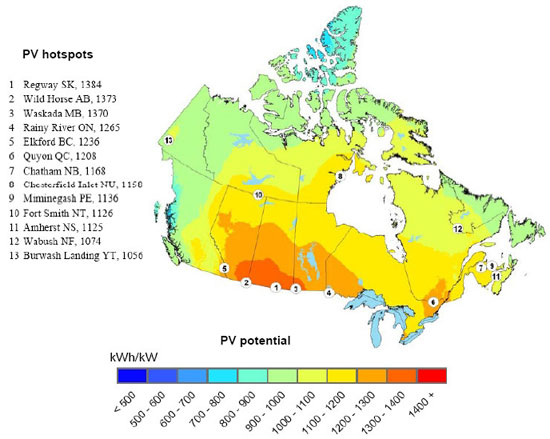 PV hotspots
1 Regway SK, 1384
2 Wild Horse AB, 1373
3 Waskada MB, 1370
4 Rainy River ON, 1265
5 Elkford BC, 1236
6 Quyon QC, 1208
7 Chatham NB, 1168
8 Chesterfield Inlet NU, 1150
9 Miminegash PE, 1136
10 Fort Smith NT, 1126
11 Amherst NS, 1125
12 Wabush NF, 1074
13 Burwash Landing YT, 1056
13
8
10
12
5
2
1
3
4
6
7
9
11
PV potential
kWh/kW
< 500
500 - 600
600 - 700
700 - 800
800 - 900
900 - 1000
1000 - 1100
1100 - 1200
1200 - 1300
1300 - 1400
1400 +